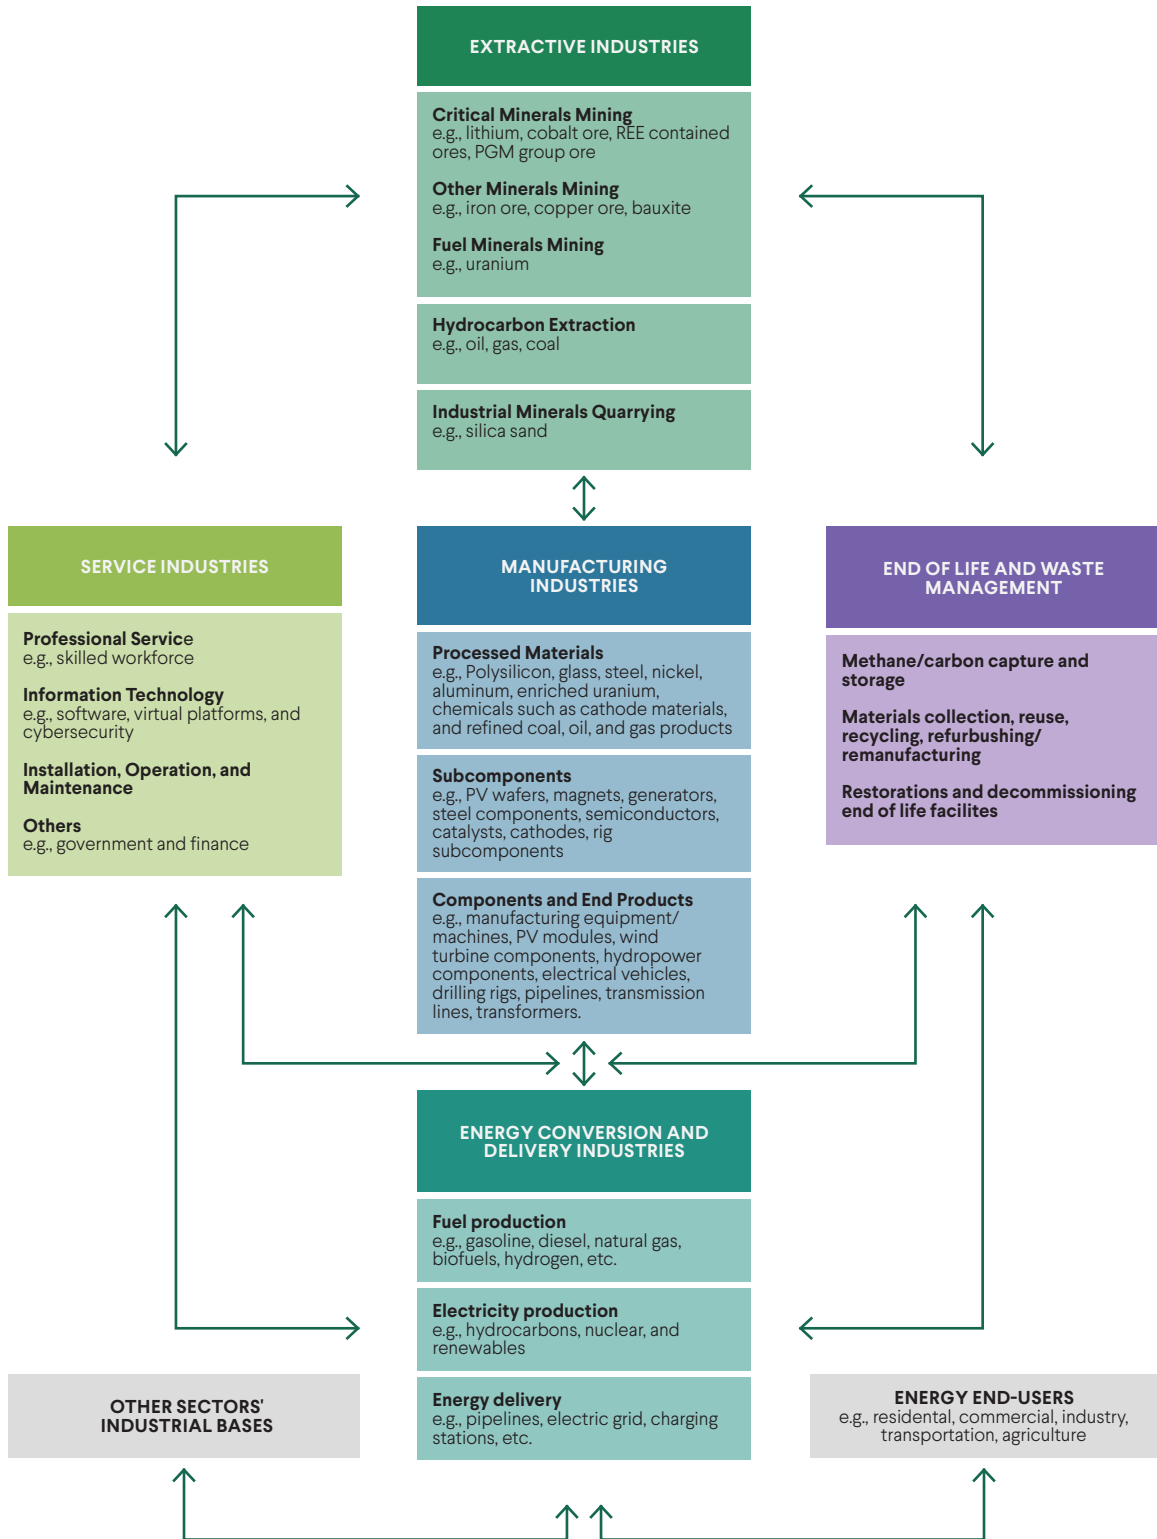 EXTRACTIVE INDUSTRIES
Critical Minerals Mining
e.g., lithium, cobalt ore, REE contained
ores, PGM group ore
Other Minerals Mining
e.g., iron ore, copper ore, bauxite
Fuel Minerals Mining
e.g., uranium
Hydrocarbon Extraction
e.g., oil, gas, coal
Industrial Minerals Quarrying
e.g., silica sand
SERVICE INDUSTRIES
Professional Service
e.g., skilled workforce
Information Technology
e.g., software, virtual platforms, and
cybersecurity
Installation, Operation, and
Maintenance
Others
e.g., government and finance
MANUFACTURING
INDUSTRIES
Processed Materials
e.g., Polysilicon, glass, steel, nickel,
aluminum, enriched uranium,
chemicals such as cathode materials,
and refined coal, oil, and gas products
Subcomponents
e.g., PV wafers, magnets, generators,
steel components, semiconductors,
catalysts, cathodes, rig
subcomponents
Components and End Products
e.g., manufacturing equipment/
machines, PV modules, wind
turbine components, hydropower
components, electrical vehicles,
drilling rigs, pipelines, transmission
lines, transformers.
END OF LIFE AND WASTE
MANAGEMENT
Methane/carbon capture and
storage
Materials collection, reuse,
recycling, refurbushing/
remanufacturing
Restorations and decommissioning
end of life facilites
ENERGY CONVERSION AND
DELIVERY INDUSTRIES
Fuel production
e.g., gasoline, diesel, natural gas,
biofuels, hydrogen, etc.
Electricity production
e.g., hydrocarbons, nuclear, and
renewables
Energy delivery
e.g., pipelines, electric grid, charging
stations, etc.
OTHER SECTORS'
INDUSTRIAL BASES
ENERGY END-USERS
e.g., residental, commercial, industry,
transportation, agriculture